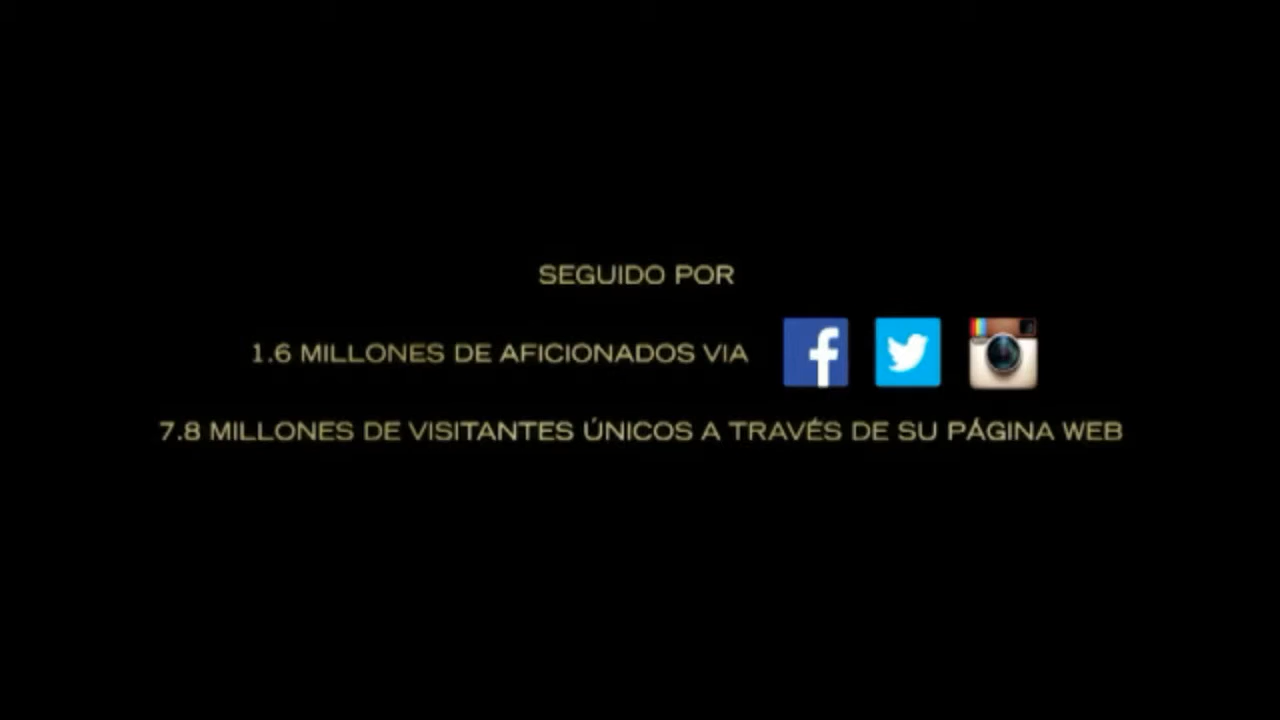 SEGUIDO POR
1.6 MILLONES DE AFICIONADOS VIA
7.8 MILLONES DE VISITANTES ÚNICOS A TRAVÉS DE SU PÁGINA WEB